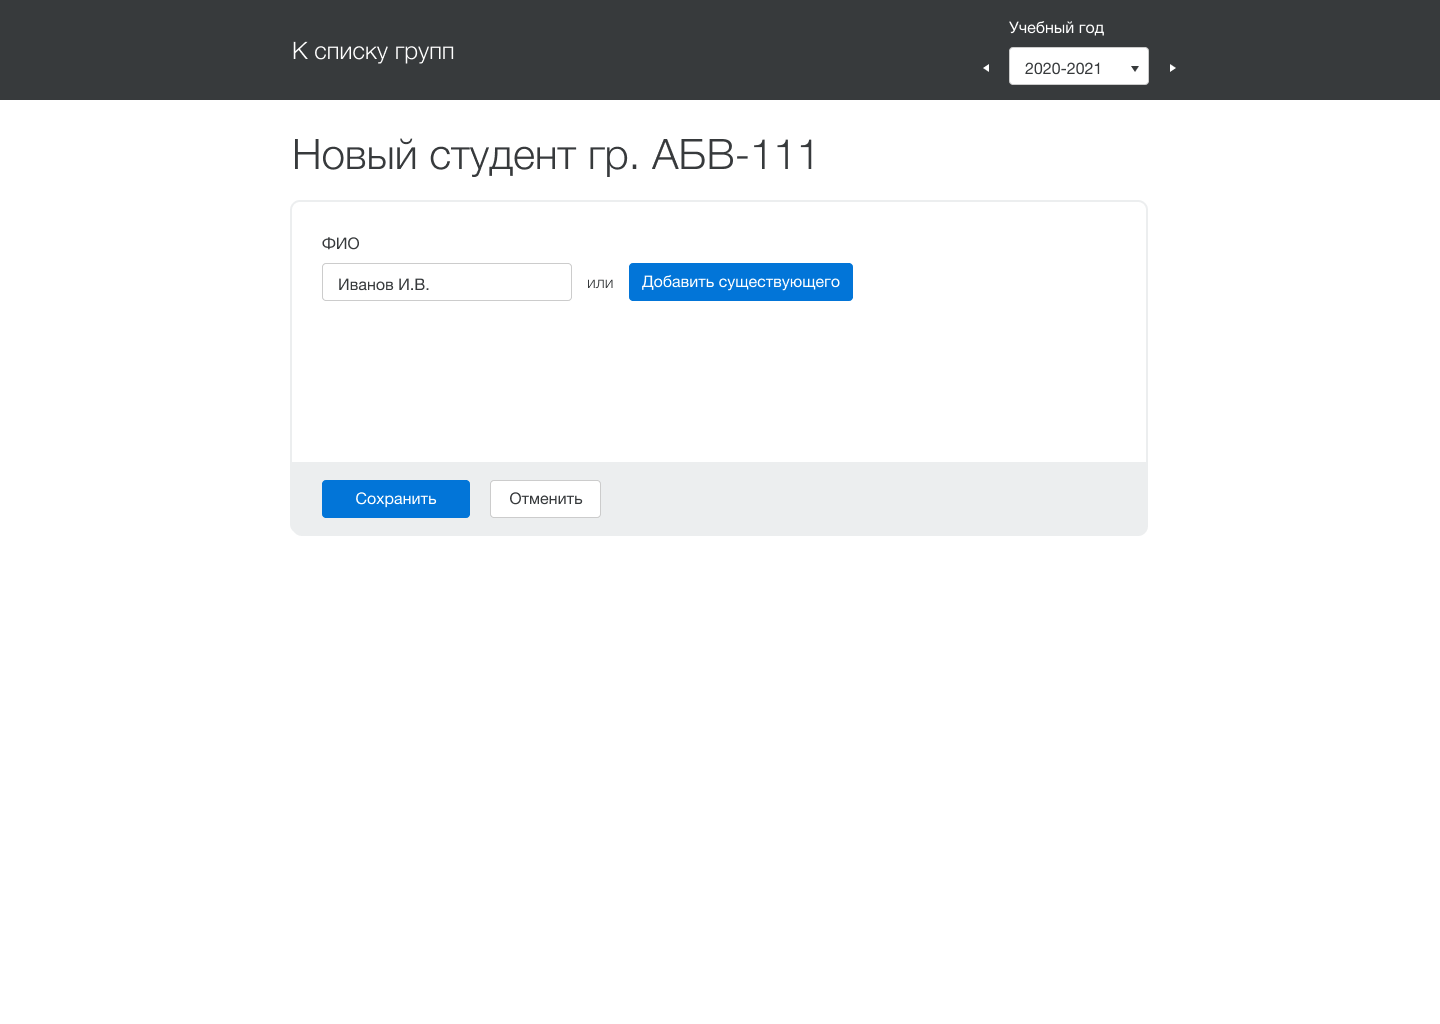 К списку групп
Учебный год
2020-2021
Новый студент гр. АБВ-111
ФИО
Иванов И.В.
или
Добавить существующего
Сохранить
Отменить